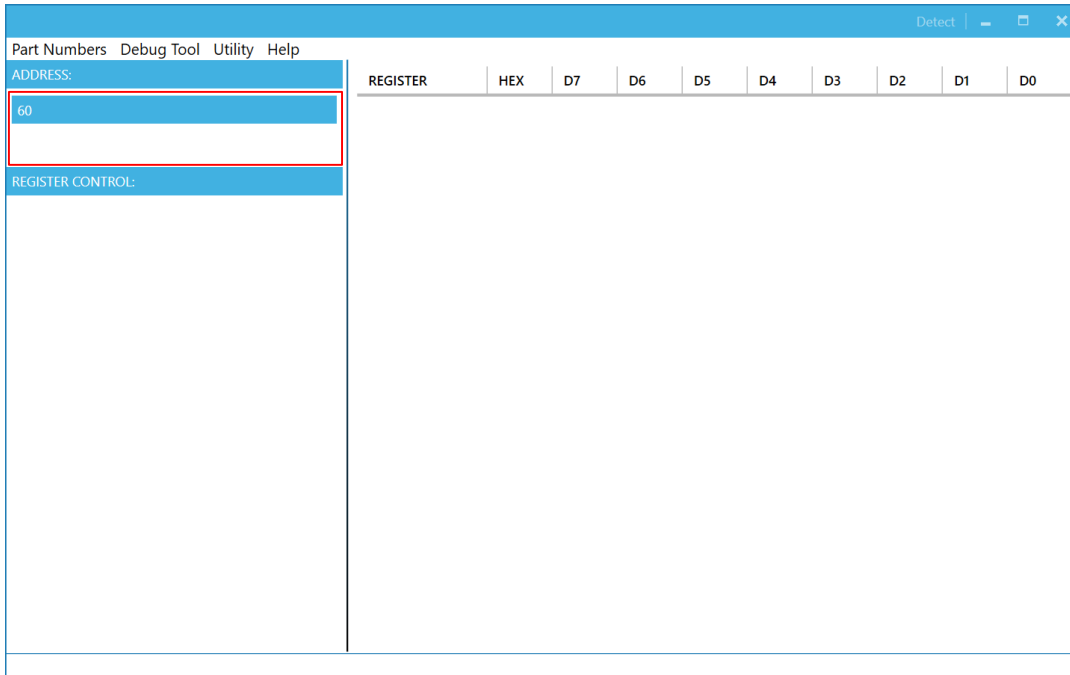 Detect
Part Numbers Debug Tool Utility Help
ADDRESS:
60
REGISTER CONTROL:
REGISTER HEX D7 D6 D5 D4 D3 D2 D1 D0